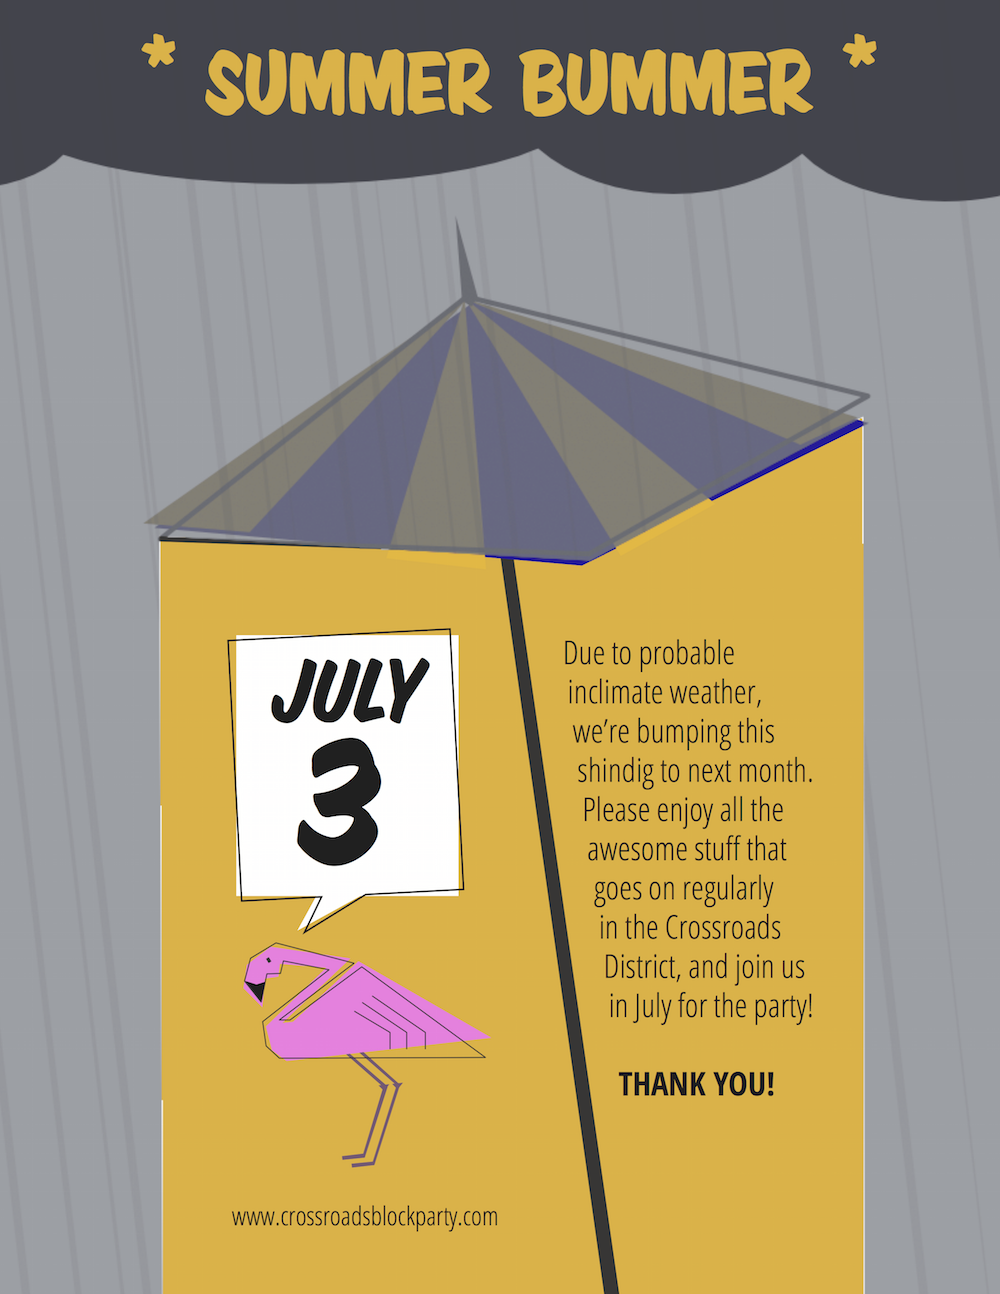 * SUMMER BUMMER *
JULY
3
Due to probable
inclimate weather,
we're bumping this
shindig to next month.
Please enjoy all the
awesome stuff that
goes on regularly
in the Crossroads
District, and join us
in July for the party!
THANK YOU!
www.crossroadsblockparty.com